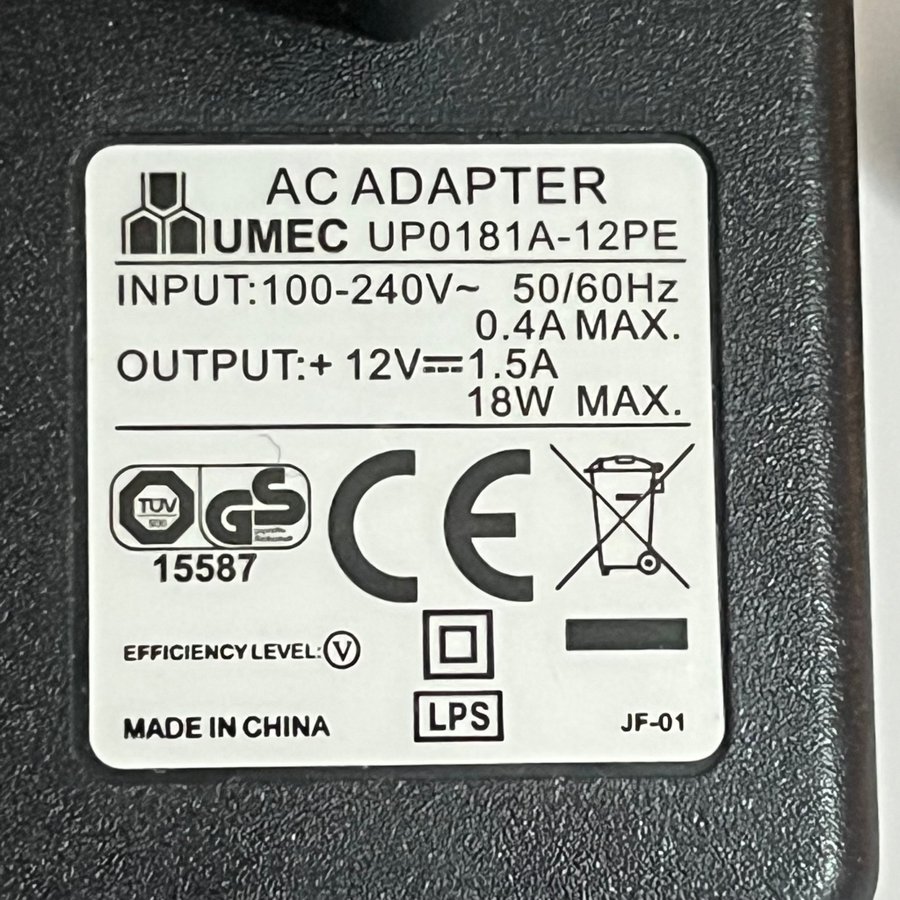 AC ADAPTER
UMEC UP0181A-12PE
INPUT:100-240V~ 50/60Hz
0.4A MAX.
OUTPUT:+ 12V⎓1.5A
18W MAX.
TÜV GS
15587
CE
EFFICIENCY LEVEL:V
LPS
MADE IN CHINA
JF-01